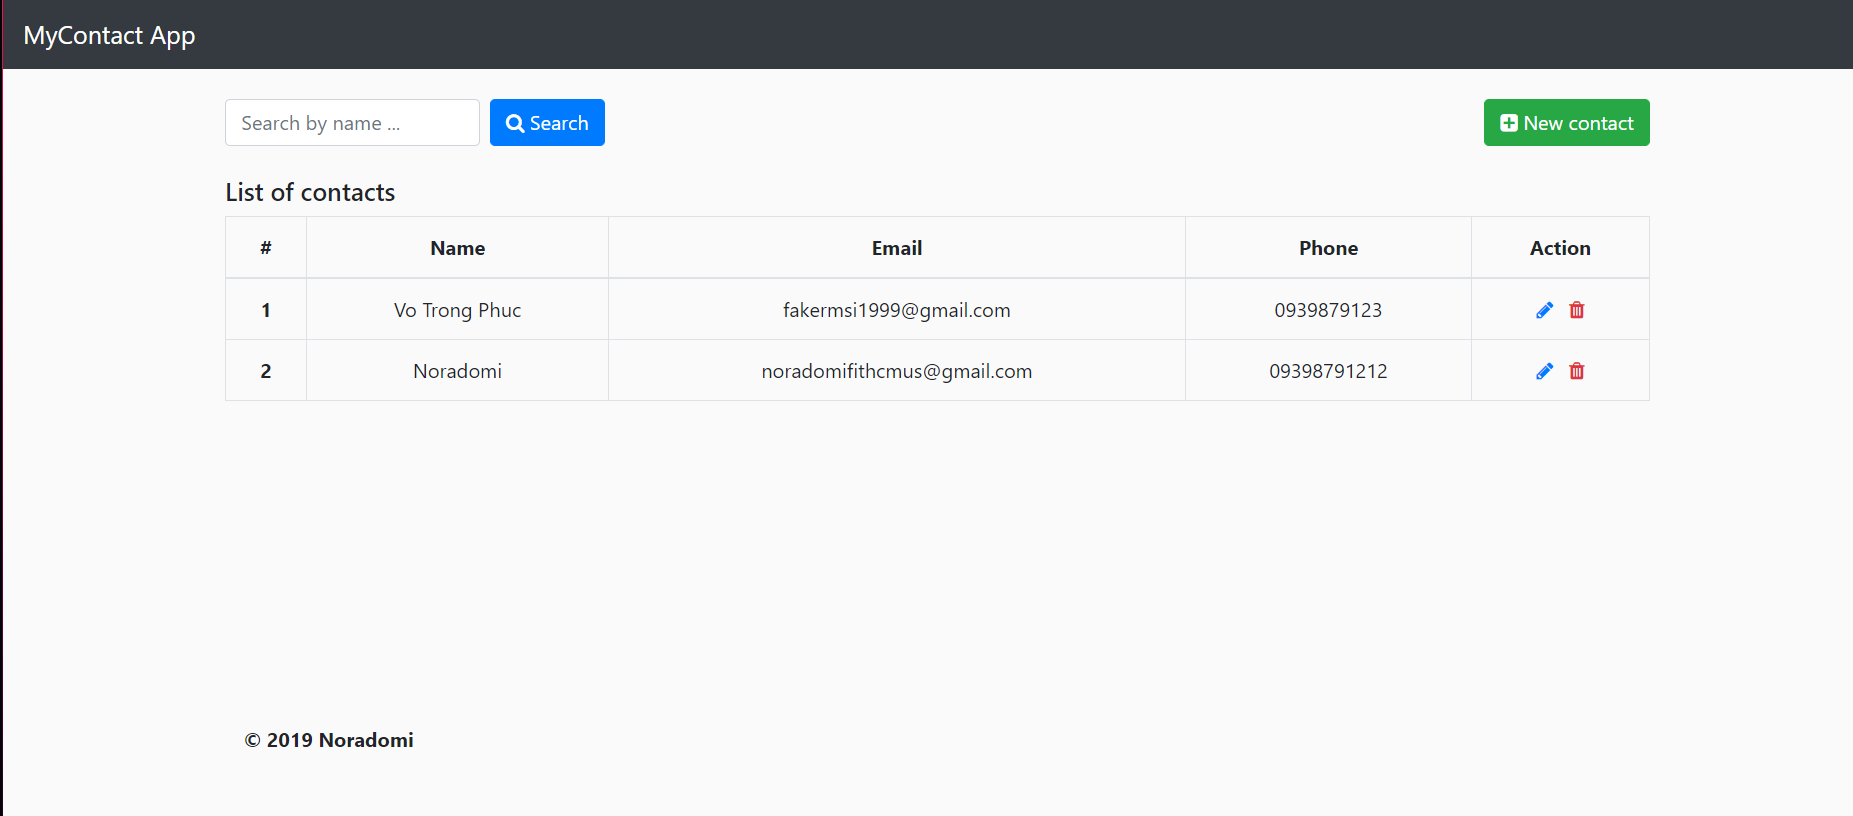 MyContact App
Search by name ... Search New contact
List of contacts
# Name Email Phone Action
1 Vo Trong Phuc fakermsi1999@gmail.com 0939879123
2 Noradomi noradomifithcmus@gmail.com 09398791212
© 2019 Noradomi